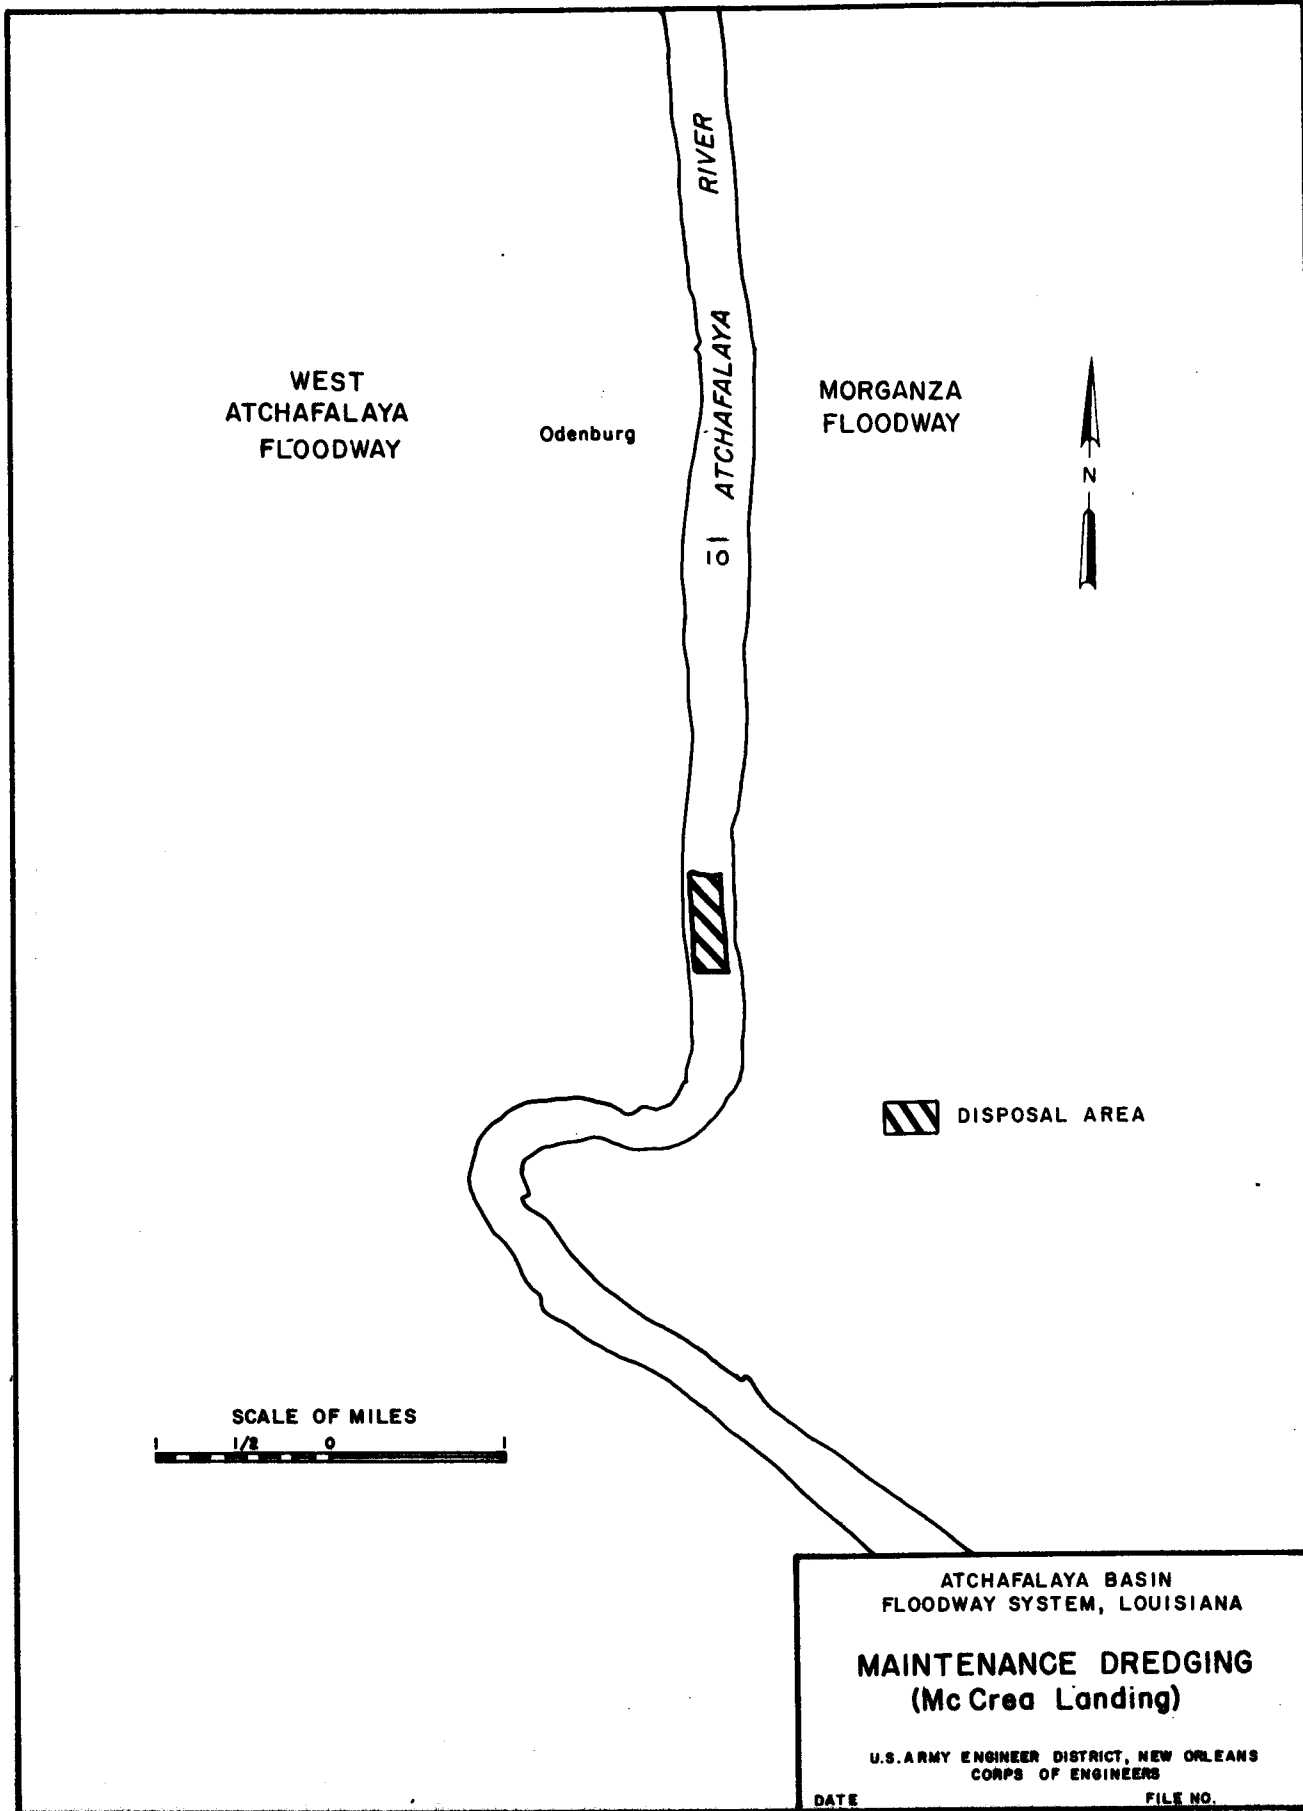 RIVER
ATCHAFALAYA
WEST
ATCHAFALAYA
FLOODWAY
Odenburg
MORGANZA
FLOODWAY
N
10
DISPOSAL AREA
SCALE OF MILES
1 1/2 0 1
ATCHAFALAYA BASIN
FLOODWAY SYSTEM, LOUISIANA
MAINTENANCE DREDGING
(Mc Crea Landing)
U.S. ARMY ENGINEER DISTRICT, NEW ORLEANS
CORPS OF ENGINEERS
DATE FILE NO.